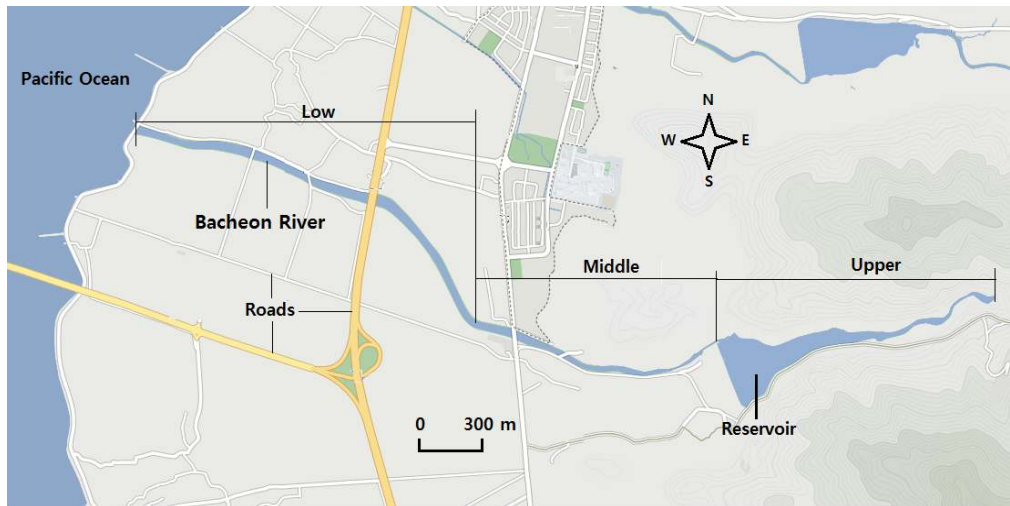 Pacific Ocean
Low
N
W E
S
Bacheon River
Middle
Upper
Roads
0 300 m
Reservoir